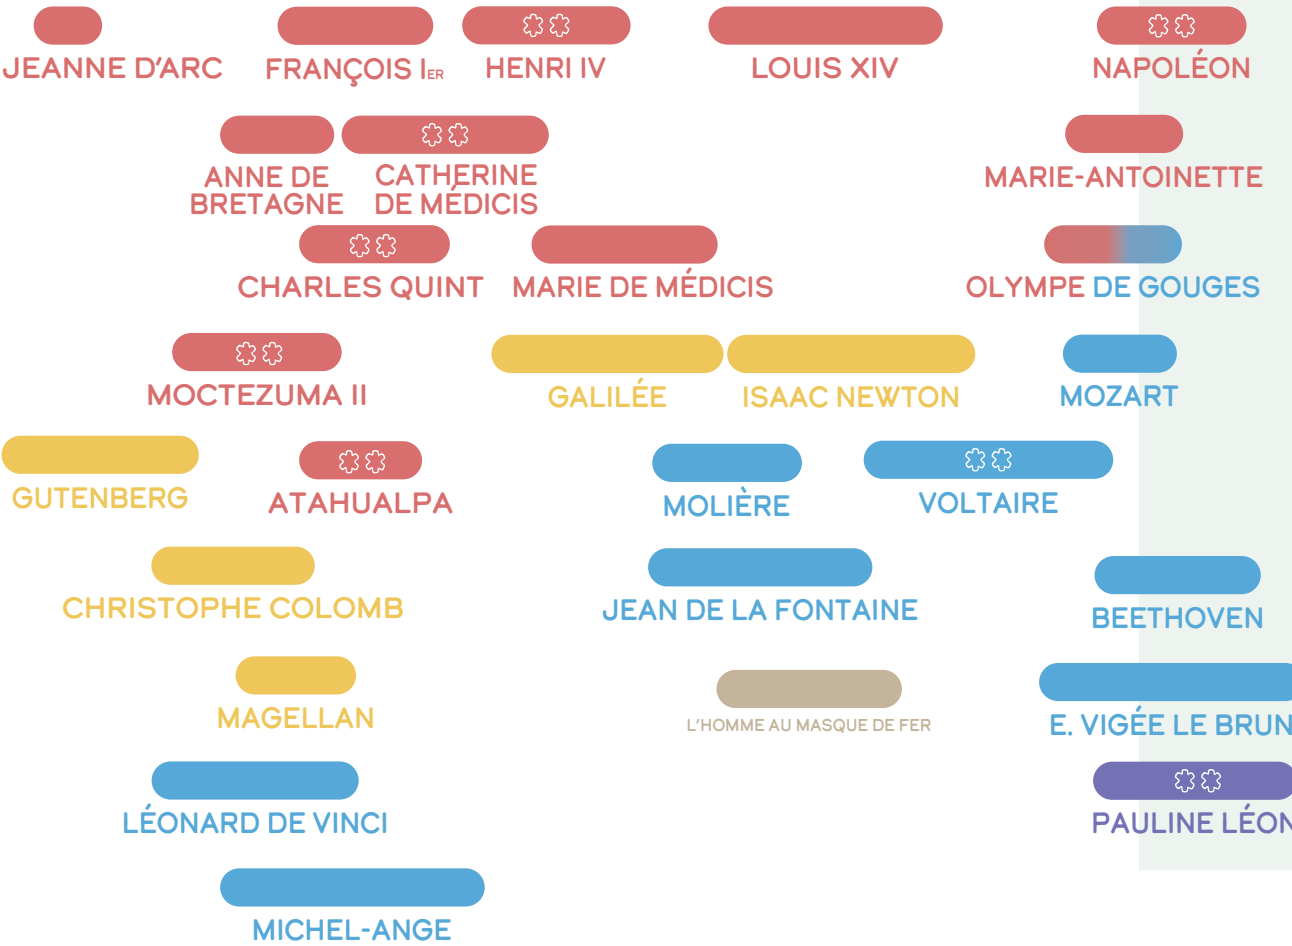 JEANNE D'ARC
FRANÇOIS IER
HENRI IV
LOUIS XIV
NAPOLÉON
ANNE DE
BRETAGNE
CATHERINE
DE MÉDICIS
MARIE-ANTOINETTE
CHARLES QUINT
MARIE DE MÉDICIS
OLYMPE DE GOUGES
MOCTEZUMA II
GALILÉE
ISAAC NEWTON
MOZART
GUTENBERG
ATAHUALPA
MOLIÈRE
VOLTAIRE
CHRISTOPHE COLOMB
JEAN DE LA FONTAINE
BEETHOVEN
MAGELLAN
L'HOMME AU MASQUE DE FER
E. VIGÉE LE BRUN
LÉONARD DE VINCI
PAULINE LÉON
MICHEL-ANGE